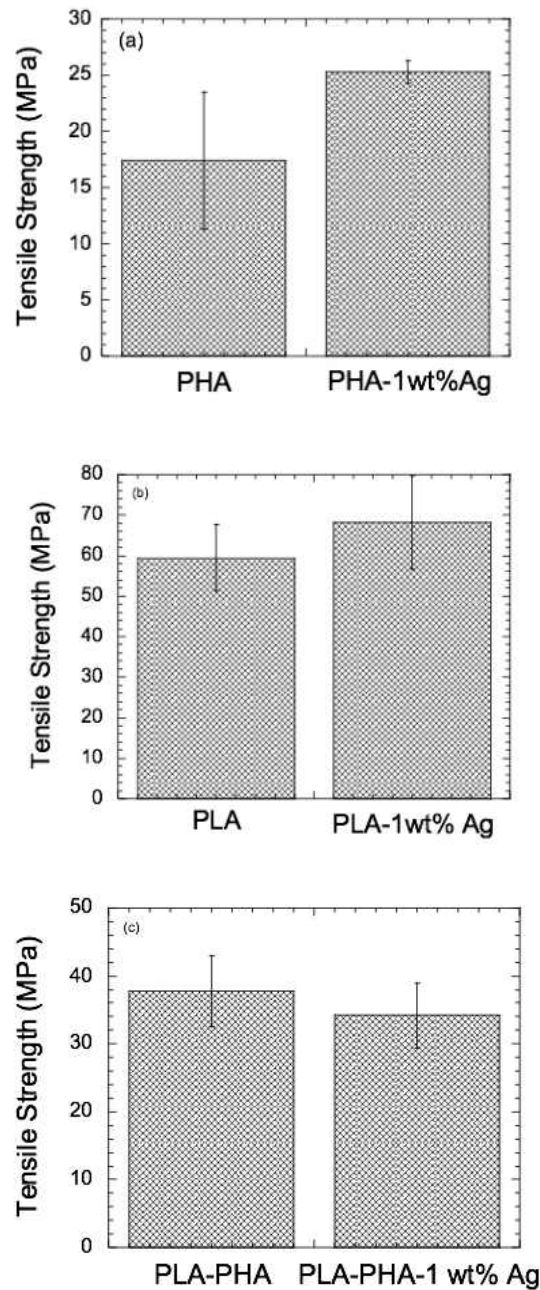 (a)
Tensile Strength (MPa)
30
25
20
15
10
5
0
PHA PHA-1wt%Ag
(b)
Tensile Strength (MPa)
80
70
60
50
40
30
20
10
0
PLA PLA-1wt% Ag
(c)
Tensile Strength (MPa)
50
40
30
20
10
0
PLA-PHA PLA-PHA-1 wt% Ag